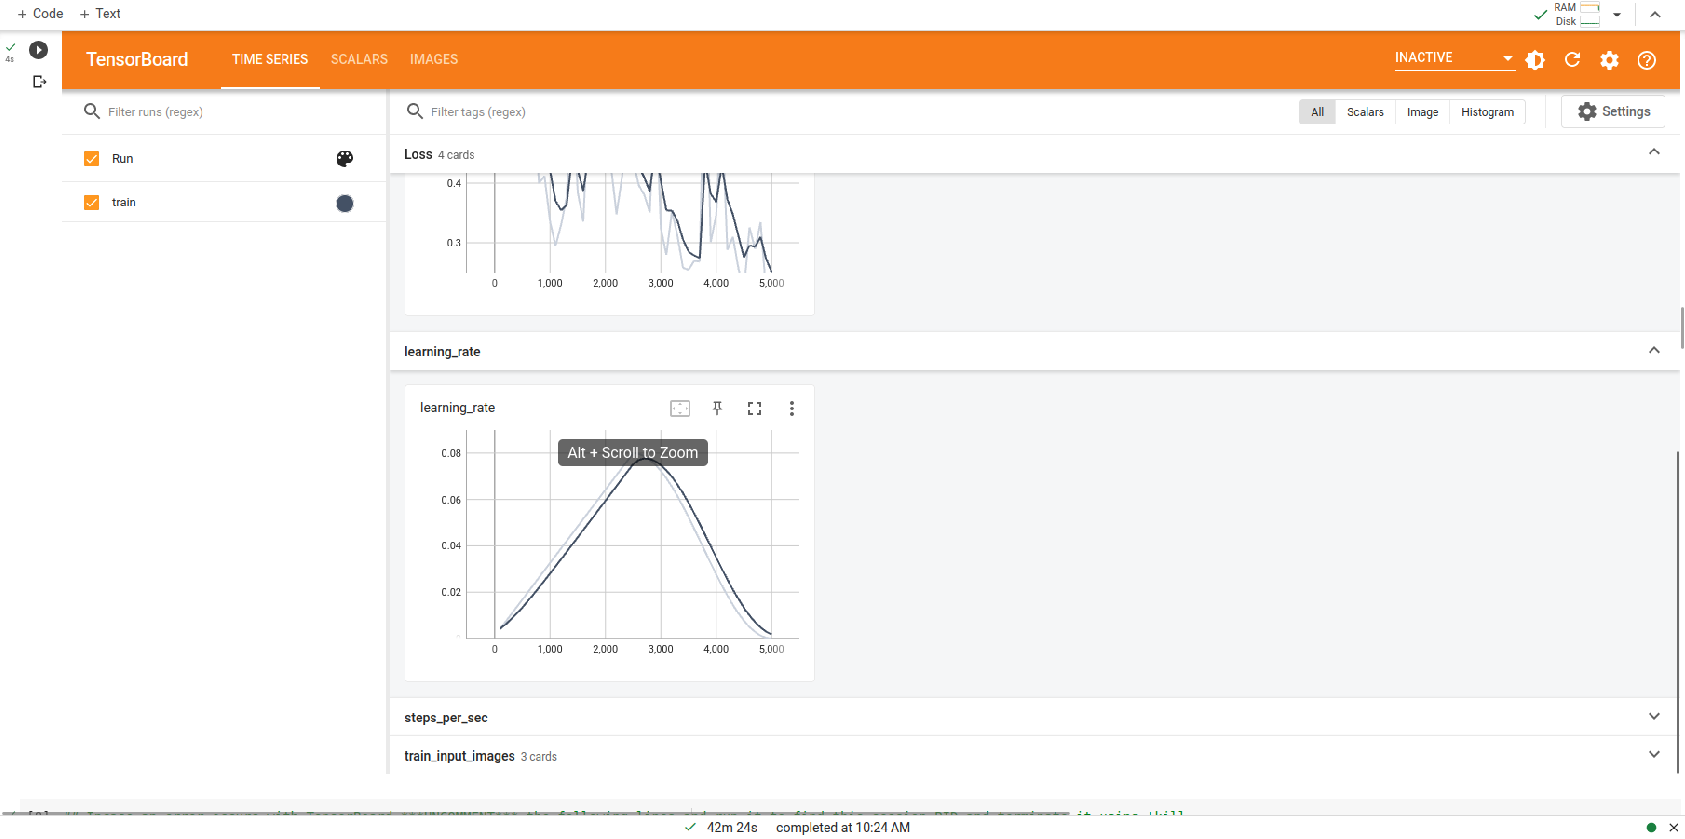 + Code + Text
RAM
Disk
4s
TensorBoard TIME SERIES SCALARS IMAGES INACTIVE
Filter runs (regex)
Filter tags (regex)
All Scalars Image Histogram Settings
Run
train
Loss 4 cards
0.4
0.3
0 1,000 2,000 3,000 4,000 5,000
learning_rate
learning_rate
Alt + Scroll to Zoom
0.08
0.06
0.04
0.02
0 1,000 2,000 3,000 4,000 5,000
steps_per_sec
train_input_images 3 cards
42m 24s completed at 10:24 AM